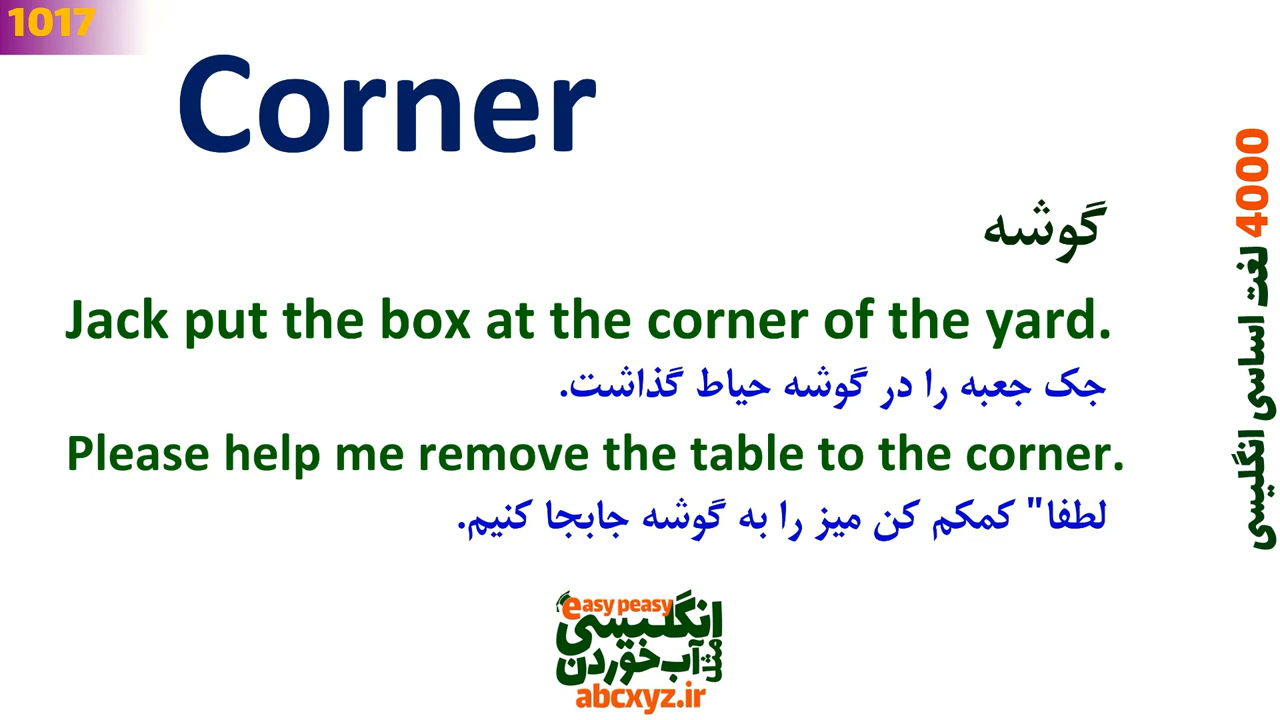 1017
Corner
گوشه
Jack put the box at the corner of the yard.
جک جعبه را در گوشه حیاط گذاشت.
Please help me remove the table to the corner.
لطفا" کمکم کن میز را به گوشه جابجا کنیم.
4000 لغت اساسی انگلیسی
easy peasy
انگلیسی
مثل آب خوردن
abcxyz.ir